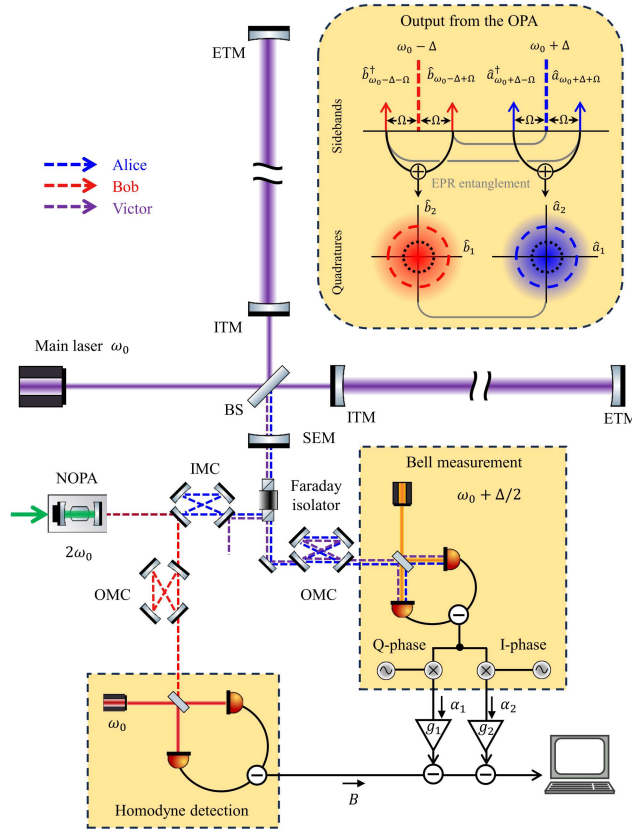 Output from the OPA
ω₀ − Δ
ω₀ + Δ
b̂†_{ω₀−Δ−Ω}
b̂_{ω₀−Δ+Ω}
â†_{ω₀+Δ−Ω}
â_{ω₀+Δ+Ω}
Ω
Ω
Ω
Ω
Sidebands
EPR entanglement
b̂₂
â₂
b̂₁
â₁
Quadratures
ETM
Alice
Bob
Victor
ITM
Main laser ω₀
BS
ITM
ETM
SEM
NOPA
2ω₀
IMC
Faraday
isolator
OMC
OMC
Bell measurement
ω₀ + Δ/2
−
Q-phase
I-phase
α₁
α₂
g₁
g₂
ω₀
−
Homodyne detection
B
−
−